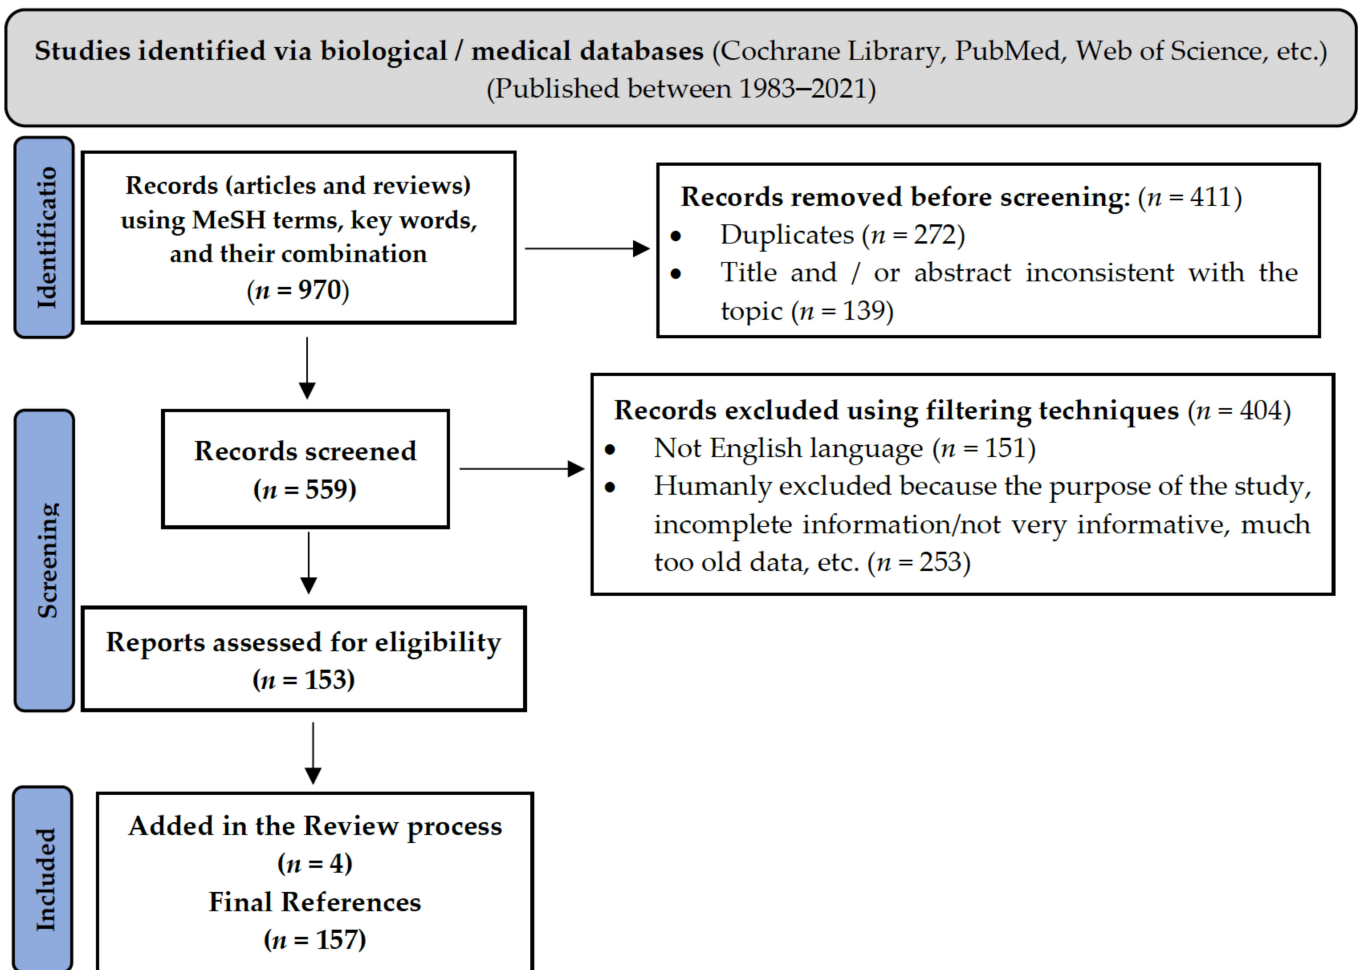 Studies identified via biological / medical databases (Cochrane Library, PubMed, Web of Science, etc.)
(Published between 1983–2021)
Identificatio
Records (articles and reviews)
using MeSH terms, key words,
and their combination
(n = 970)
Records removed before screening: (n = 411)
• Duplicates (n = 272)
• Title and / or abstract inconsistent with the
topic (n = 139)
Screening
Records screened
(n = 559)
Records excluded using filtering techniques (n = 404)
• Not English language (n = 151)
• Humanly excluded because the purpose of the study,
incomplete information/not very informative, much
too old data, etc. (n = 253)
Reports assessed for eligibility
(n = 153)
Included
Added in the Review process
(n = 4)
Final References
(n = 157)